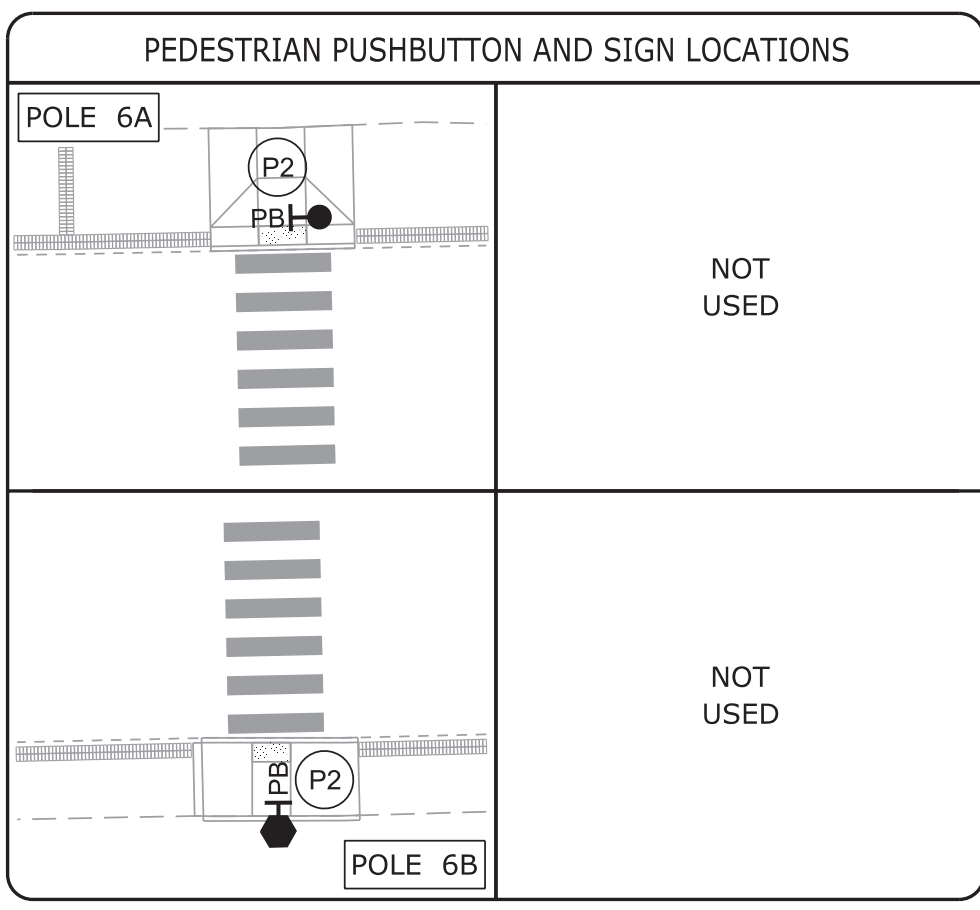 PEDESTRIAN PUSHBUTTON AND SIGN LOCATIONS
POLE 6A
P2
PB
NOT
USED
PB
P2
POLE 6B
NOT
USED